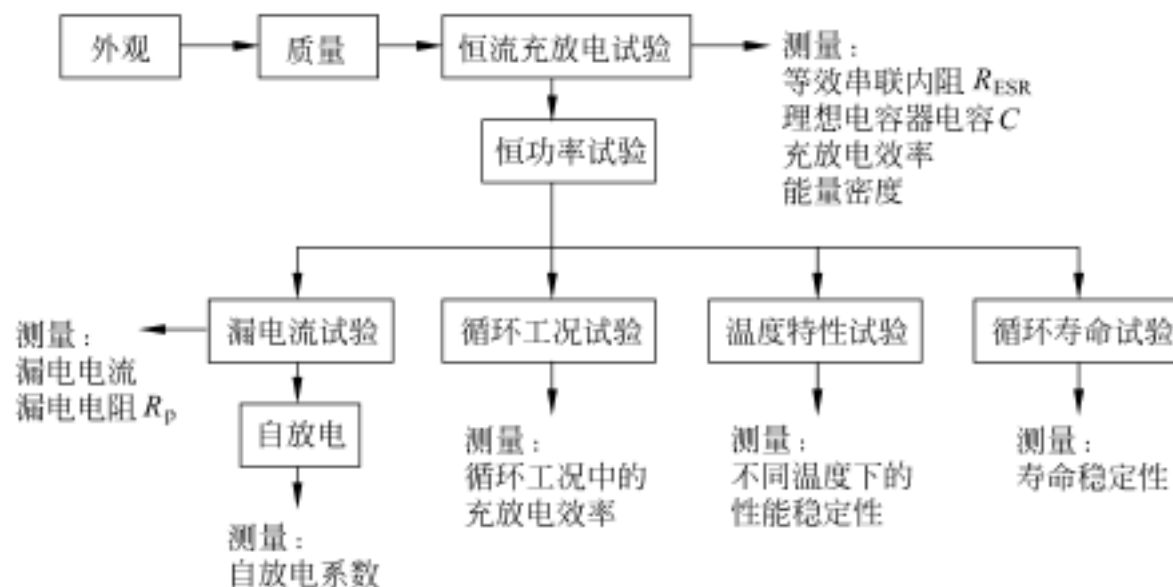 外观
质量
恒流充放电试验
测量：
等效串联内阻 R_ESR
理想电容器电容C
充放电效率
能量密度
恒功率试验
漏电流试验
循环工况试验
温度特性试验
循环寿命试验
测量：
漏电电流
漏电电阻 R_p
自放电
测量：
自放电系数
测量：
循环工况中的
充放电效率
测量：
不同温度下的
性能稳定性
测量：
寿命稳定性